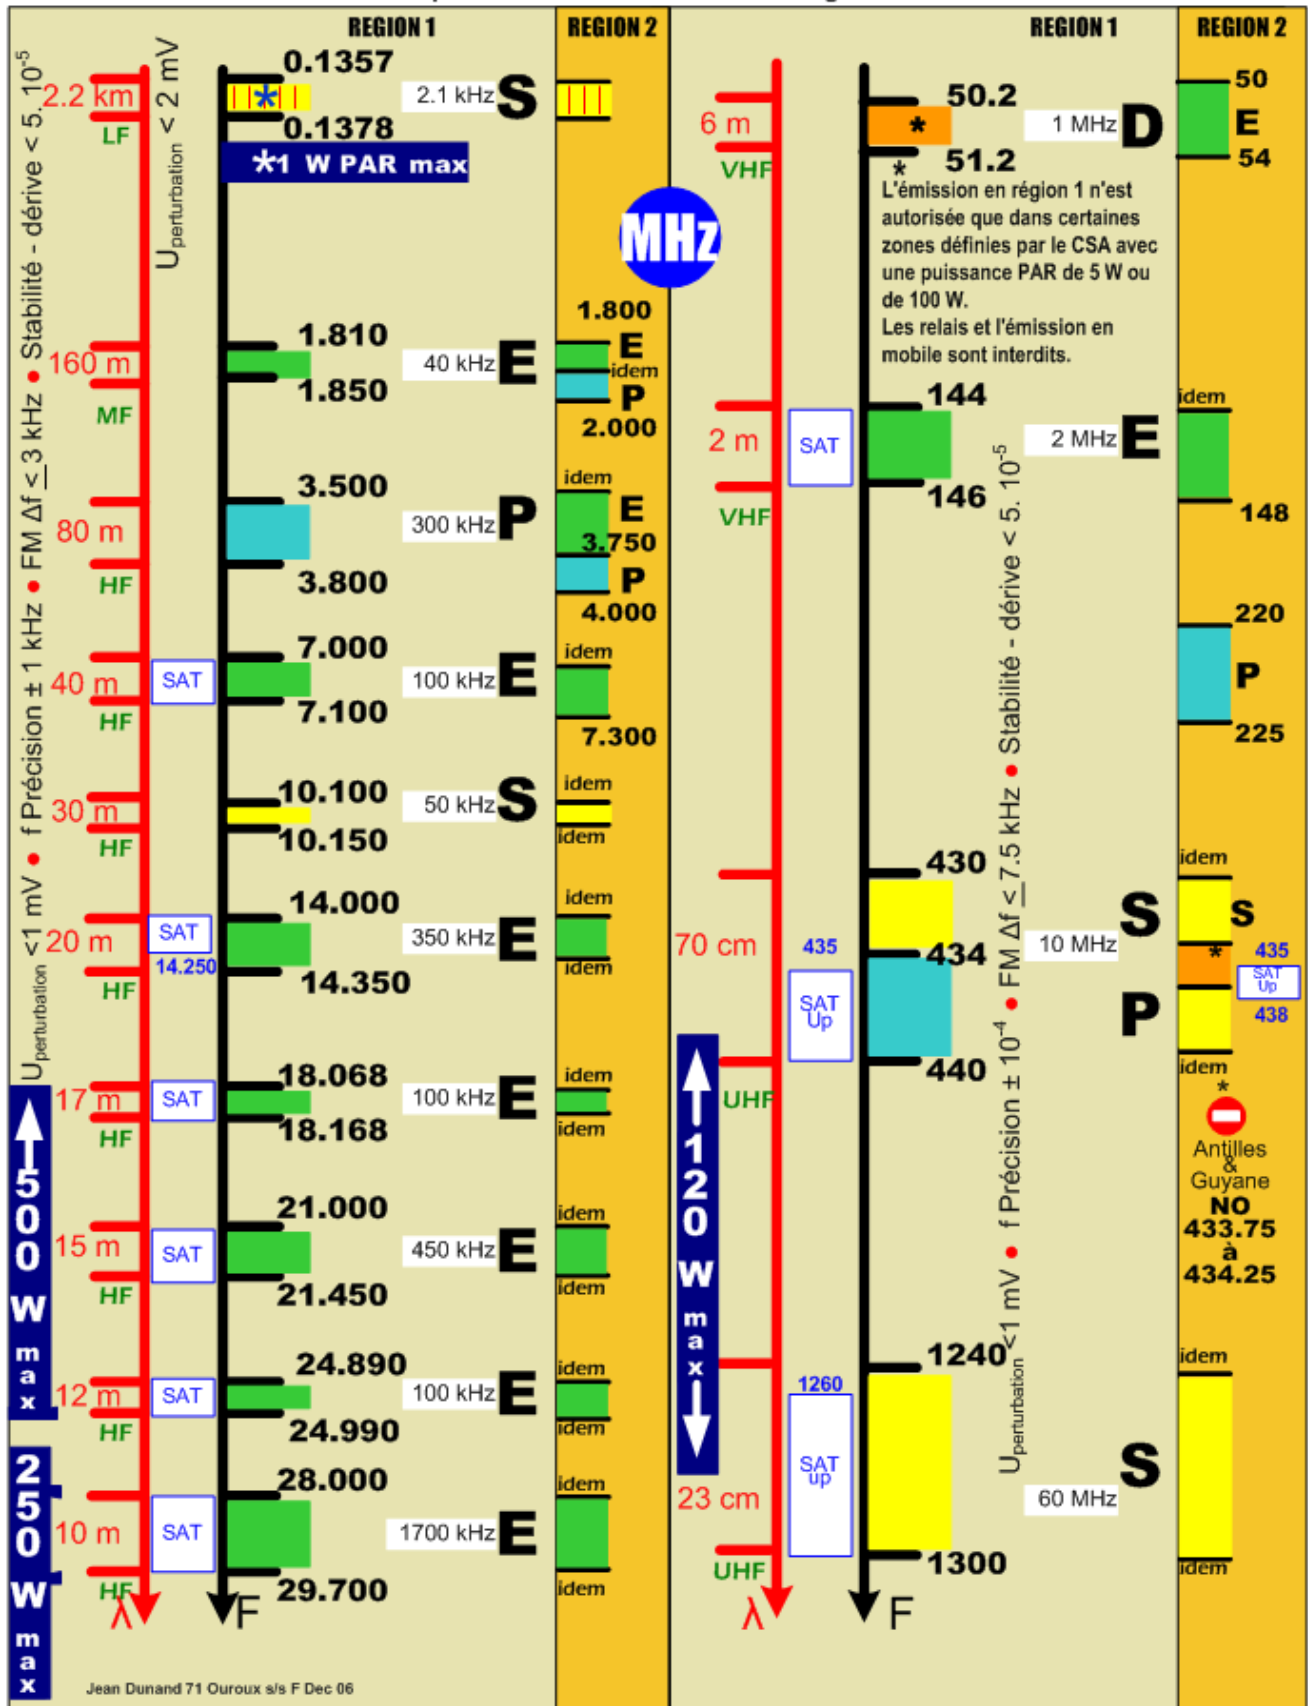 REGION 1
REGION 2
U perturbation <1 mV • f Précision ± 1 kHz • FM Δf < 3 kHz • Stabilité - dérive < 5. 10-5
U perturbation < 2 mV
2.2 km
LF
0.1357
*
2.1 kHz S
0.1378
*1 W PAR max
MHz
160 m
MF
1.810
40 kHz E
1.850
1.800
E
idem
P
2.000
80 m
HF
3.500
300 kHz P
3.800
idem
E
3.750
P
4.000
40 m
HF
SAT
7.000
100 kHz E
7.100
idem
7.300
30 m
HF
10.100
50 kHz S
10.150
idem
idem
20 m
HF
SAT
14.250
14.000
350 kHz E
14.350
idem
idem
17 m
HF
SAT
18.068
100 kHz E
18.168
idem
idem
15 m
HF
SAT
21.000
450 kHz E
21.450
idem
idem
12 m
HF
SAT
24.890
100 kHz E
24.990
idem
idem
10 m
HF
SAT
28.000
1700 kHz E
29.700
idem
idem
500 W max
250 W max
λ
F
Jean Dunand 71 Ouroux s/s F Dec 06
REGION 1
REGION 2
6 m
VHF
50.2
*
1 MHz D
51.2
50
E
54
*
L'émission en région 1 n'est
autorisée que dans certaines
zones définies par le CSA avec
une puissance PAR de 5 W ou
de 100 W.
Les relais et l'émission en
mobile sont interdits.
2 m
VHF
SAT
144
2 MHz E
146
idem
148
220
P
225
U perturbation <1 mV • f Précision ± 10-4 • FM Δf < 7.5 kHz • Stabilité - dérive < 5. 10-5
70 cm
UHF
435
SAT
Up
430
S
434
10 MHz
P
440
idem
S
*
435
SAT
Up
438
idem
*
Antilles
&
Guyane
NO
433.75
à
434.25
120 W max
23 cm
UHF
1260
SAT
up
1240
S
60 MHz
1300
idem
idem
λ
F